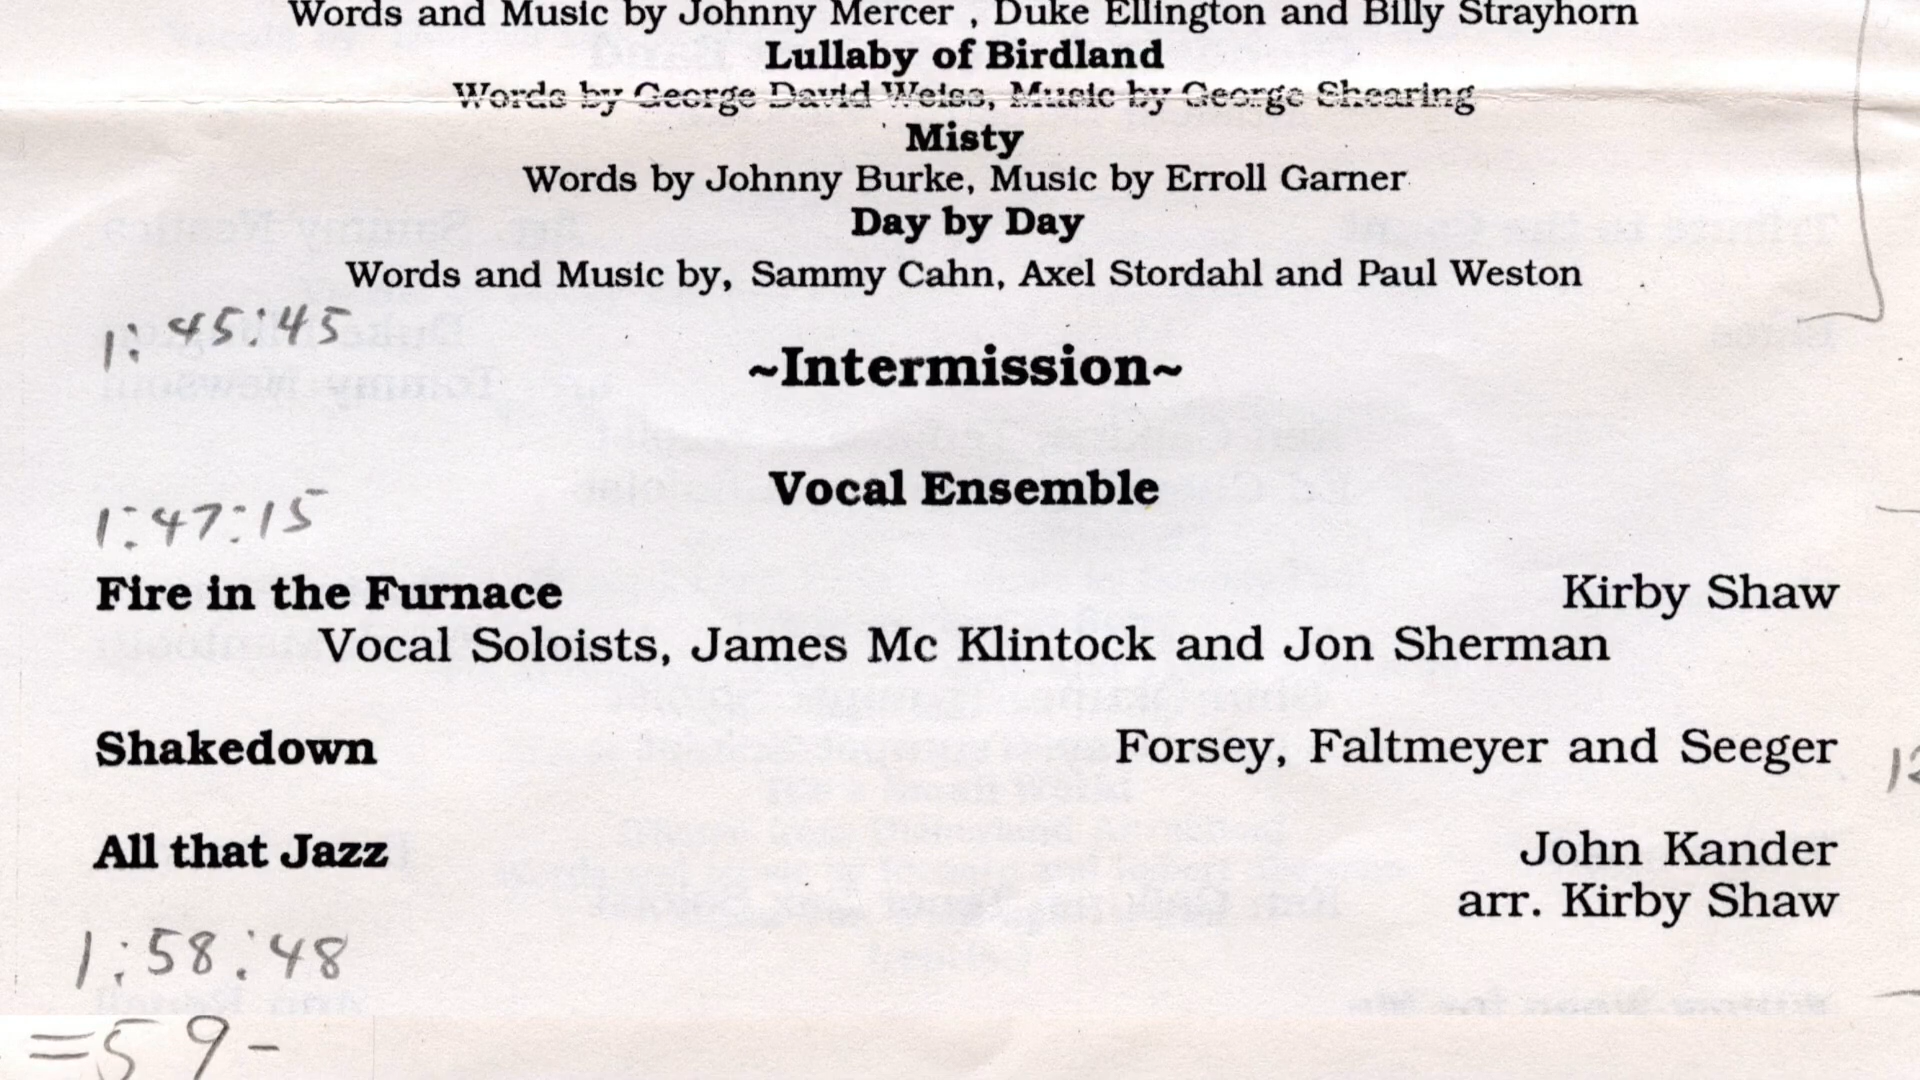 Words and Music by Johnny Mercer , Duke Ellington and Billy Strayhorn
Lullaby of Birdland
Words by George David Weiss, Music by George Shearing
Misty
Words by Johnny Burke, Music by Erroll Garner
Day by Day
Words and Music by, Sammy Cahn, Axel Stordahl and Paul Weston
1:45:45
~Intermission~
Vocal Ensemble
1:47:15
Fire in the Furnace Kirby Shaw
Vocal Soloists, James Mc Klintock and Jon Sherman
Shakedown Forsey, Faltmeyer and Seeger
All that Jazz John Kander
arr. Kirby Shaw
1:58:48
=59-